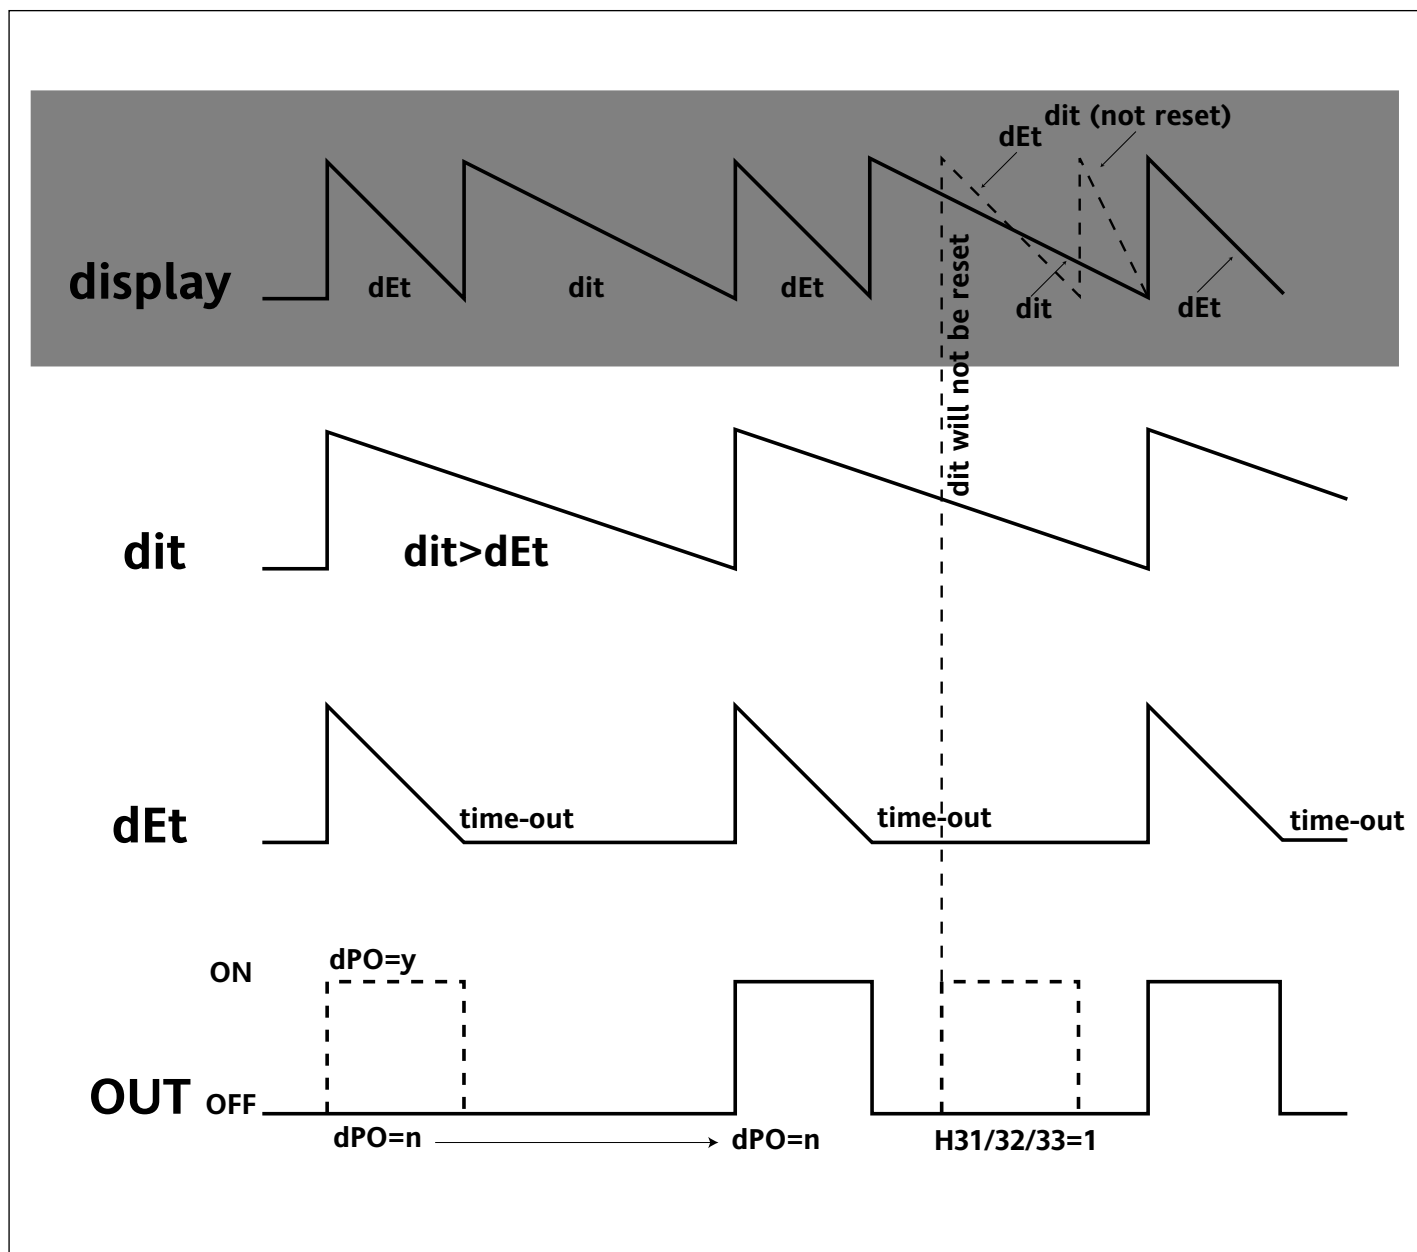 dit (not reset)
dEt
display
dEt
dit
dEt
dit
dEt
dit will not be reset
dit
dit>dEt
dEt
time-out
time-out
time-out
ON
dPO=y
OUT
OFF
dPO=n
dPO=n
H31/32/33=1